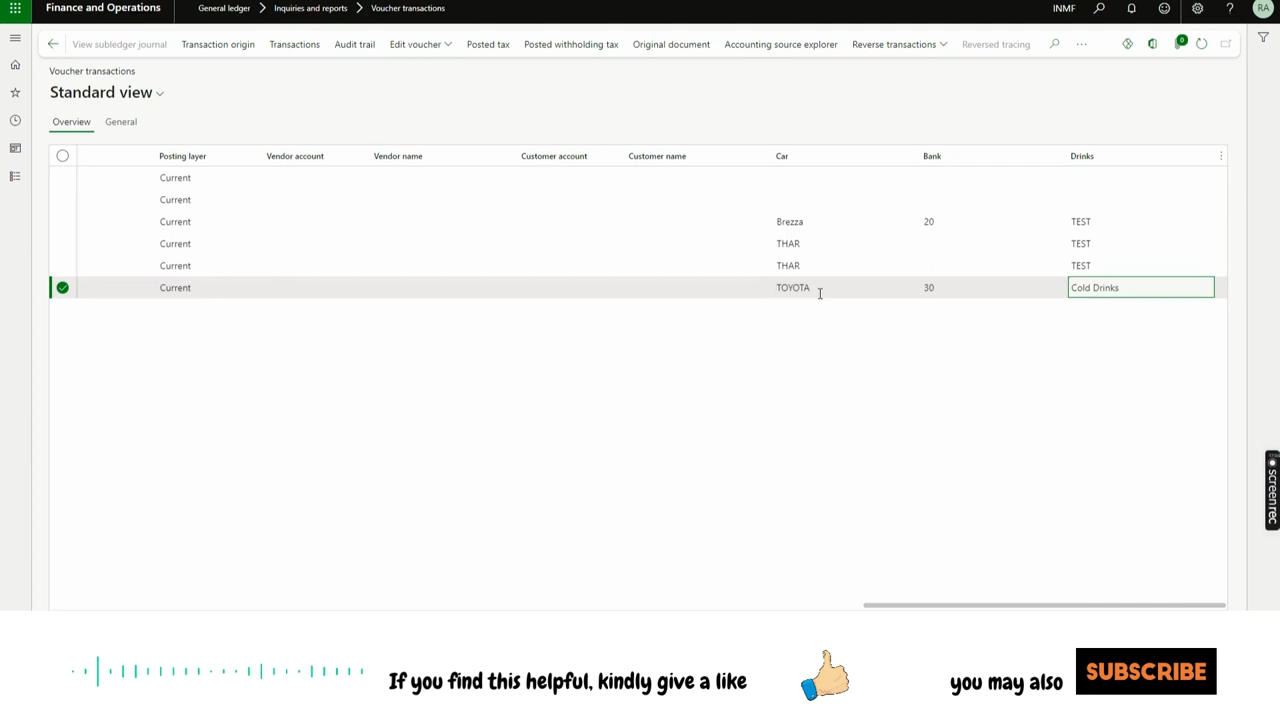 Finance and Operations General ledger Inquiries and reports Voucher transactions INMF RA
View subledger journal Transaction origin Transactions Audit trail Edit voucher Posted tax Posted withholding tax Original document Accounting source explorer Reverse transactions Reversed tracing ... 0
Voucher transactions
Standard view
Overview General
Posting layer Vendor account Vendor name Customer account Customer name Car Bank Drinks
Current
Current
Current Brezza 20 TEST
Current THAR TEST
Current THAR TEST
Current TOYOTA 30 Cold Drinks
screenrec
If you find this helpful, kindly give a like you may also SUBSCRIBE